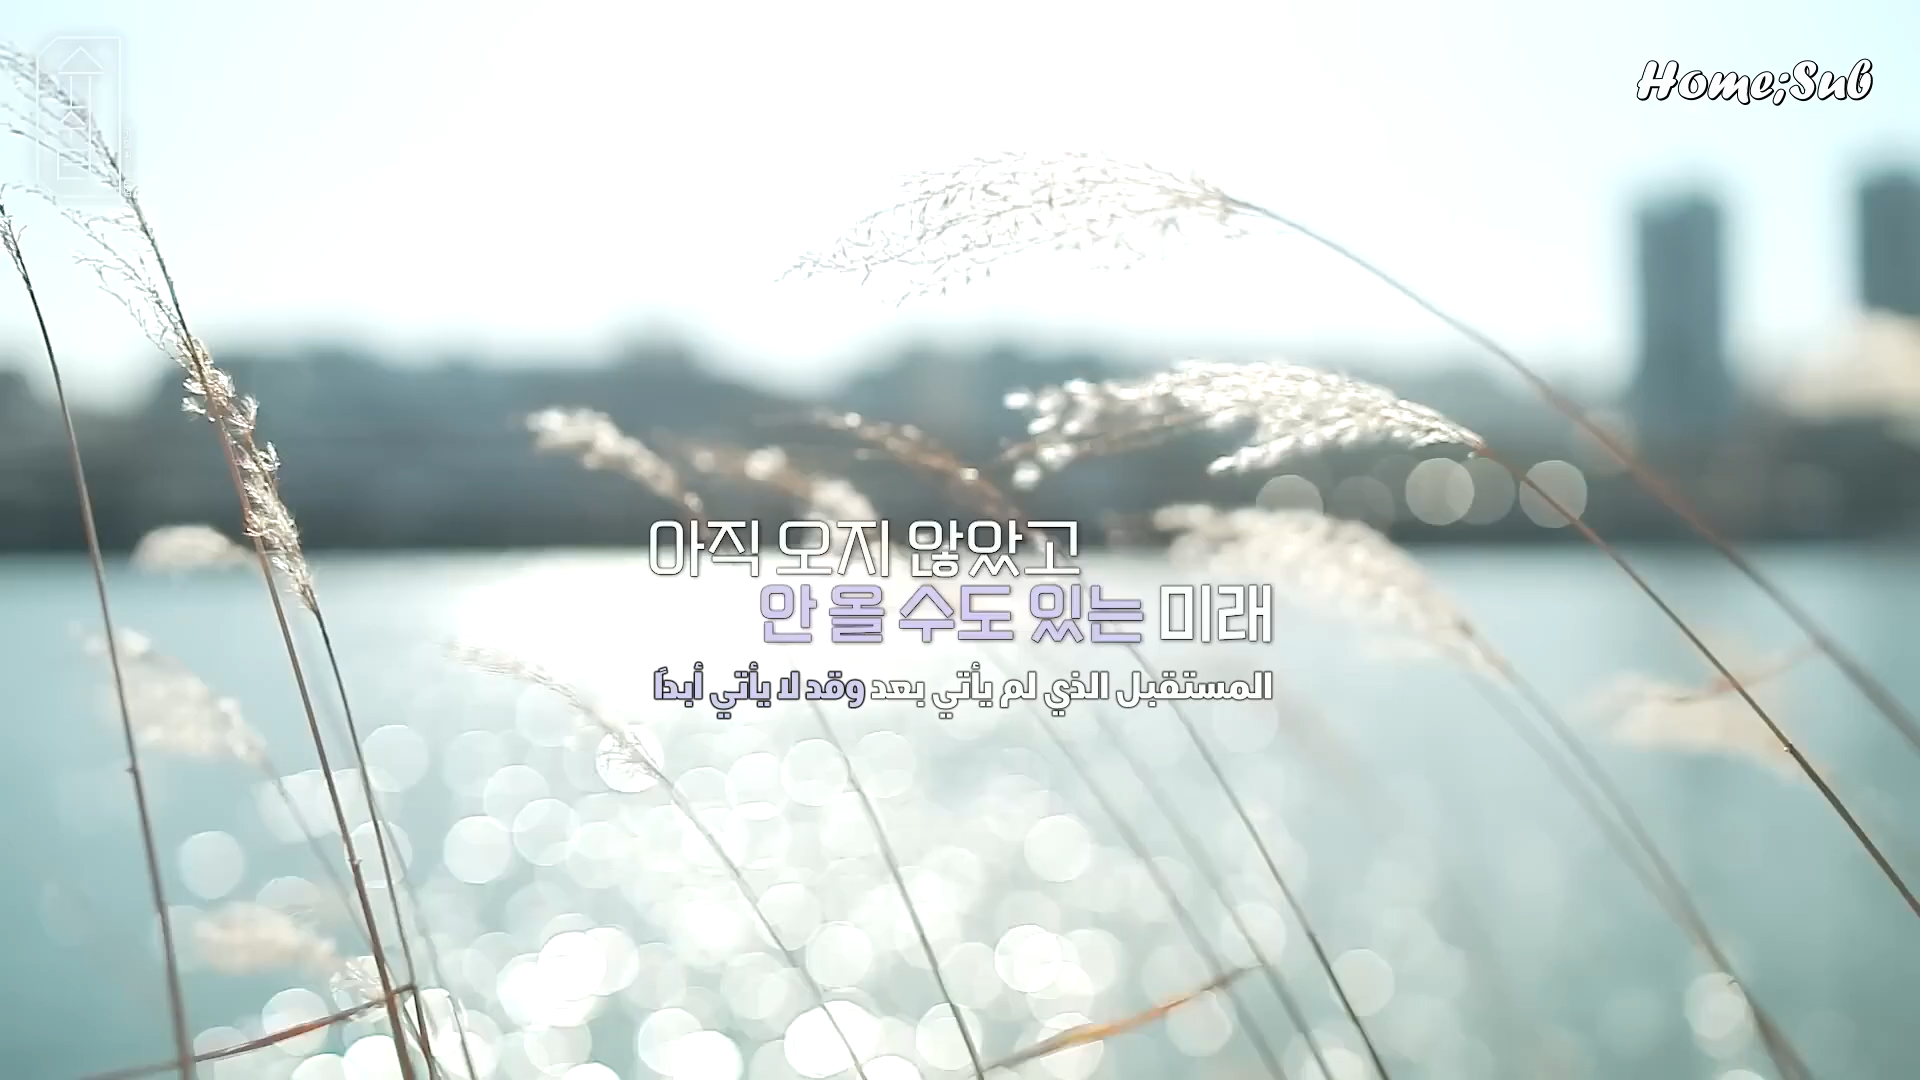 Home;Sub
아직 오지 않았고
안 올 수도 있는 미래
المستقبل الذي لم يأتي بعد وقد لا يأتي أبدًا